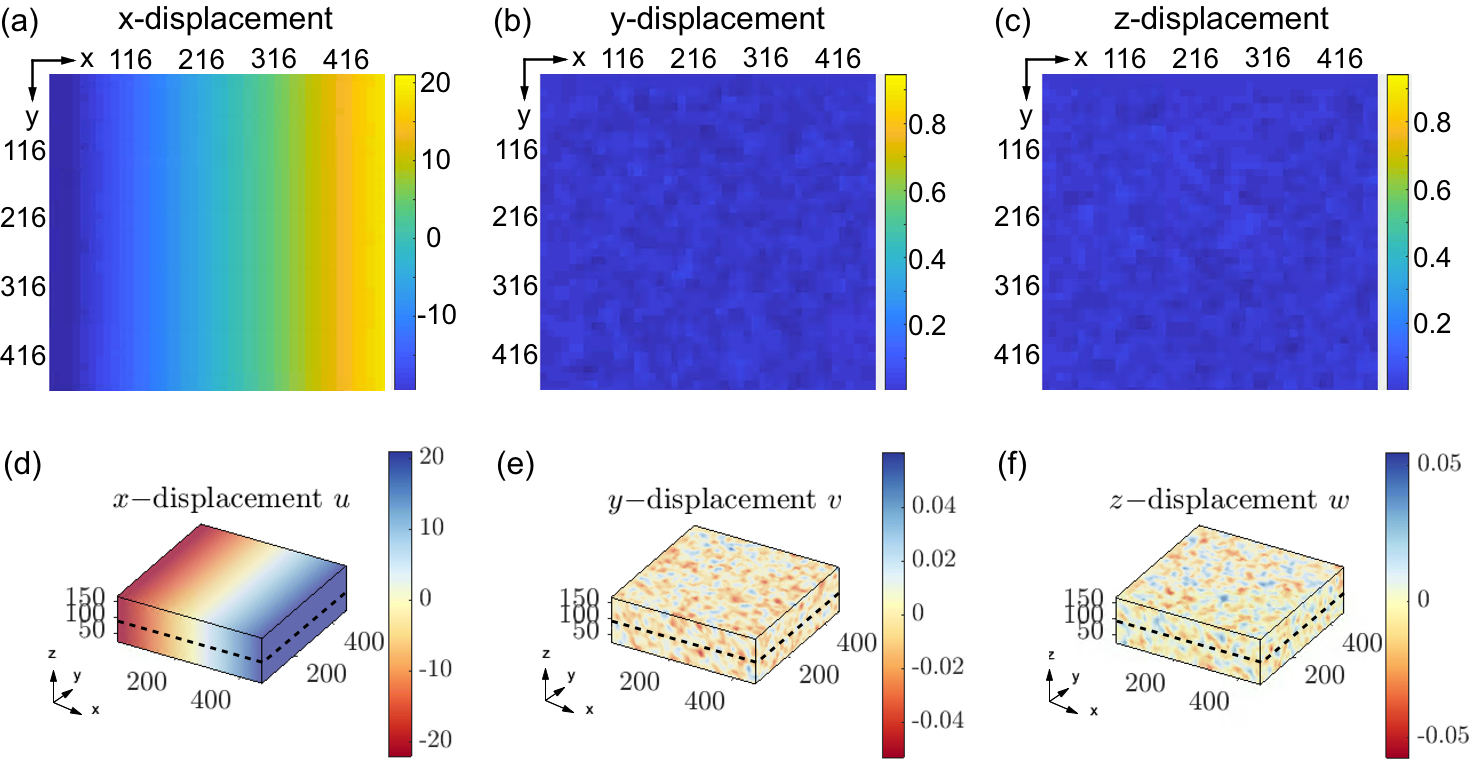 (a) x-displacement
x 116 216 316 416
y
116
216
316
416
20
10
0
-10
(b) y-displacement
x 116 216 316 416
y
116
216
316
416
0.8
0.6
0.4
0.2
(c) z-displacement
x 116 216 316 416
y
116
216
316
416
0.8
0.6
0.4
0.2
(d)
x−displacement u
150
100
50
200
400
200
400
z
y
x
20
10
0
-10
-20
(e)
y−displacement v
150
100
50
200
400
200
400
z
y
x
0.04
0.02
0
-0.02
-0.04
(f)
z−displacement w
150
100
50
200
400
200
400
z
y
x
0.05
0
-0.05